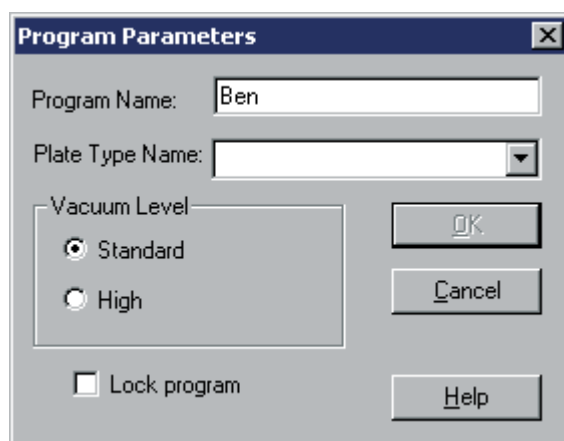 Program Parameters
Program Name: Ben
Plate Type Name:
Vacuum Level
Standard
High
OK
Cancel
Lock program
Help